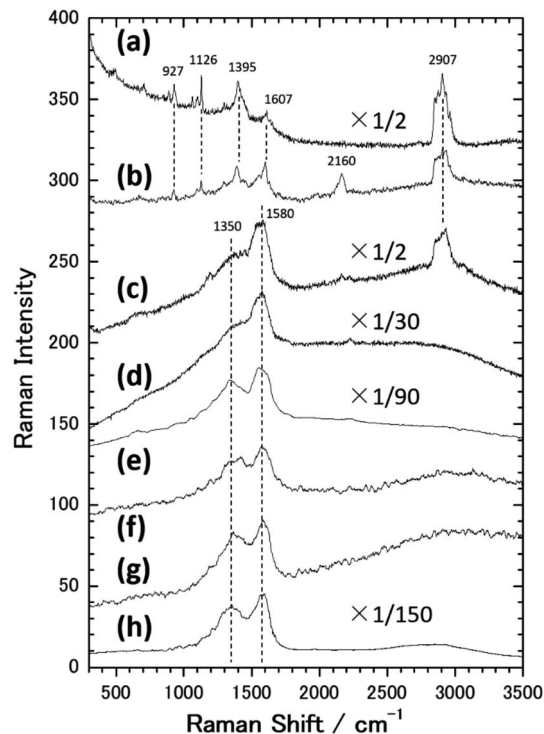 (a)
927
1126
1395
1607
2907
× 1/2
(b)
2160
1350
1580
× 1/2
(c)
× 1/30
(d)
× 1/90
(e)
(f)
(g)
(h)
× 1/150
400
350
300
250
200
150
100
50
0
Raman Intensity
500
1000
1500
2000
2500
3000
3500
Raman Shift / cm⁻¹